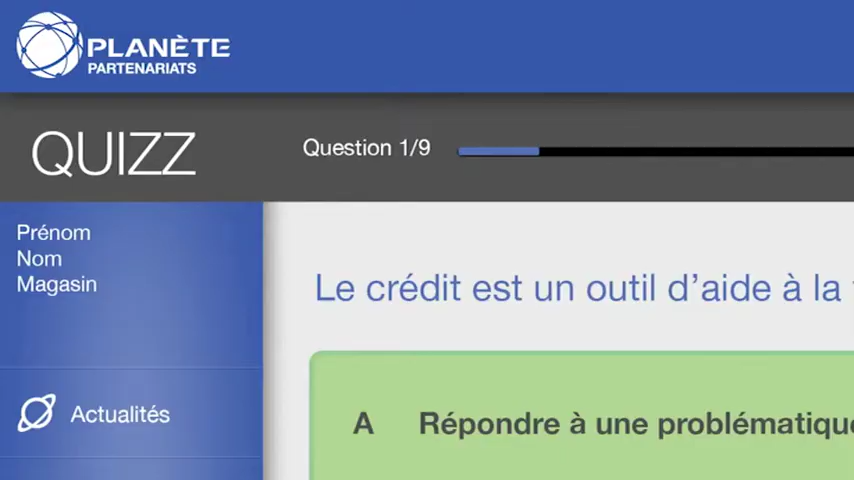 PLANÈTE
PARTENARIATS
QUIZZ
Question 1/9
Prénom
Nom
Magasin
Le crédit est un outil d'aide à la
A Répondre à une problématique
Actualités